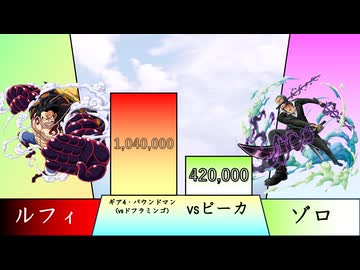 1,040,000
420,000
ルフィ
ギア4・バウンドマン
(vsドフラミンゴ)
vsピーカ
ゾロ